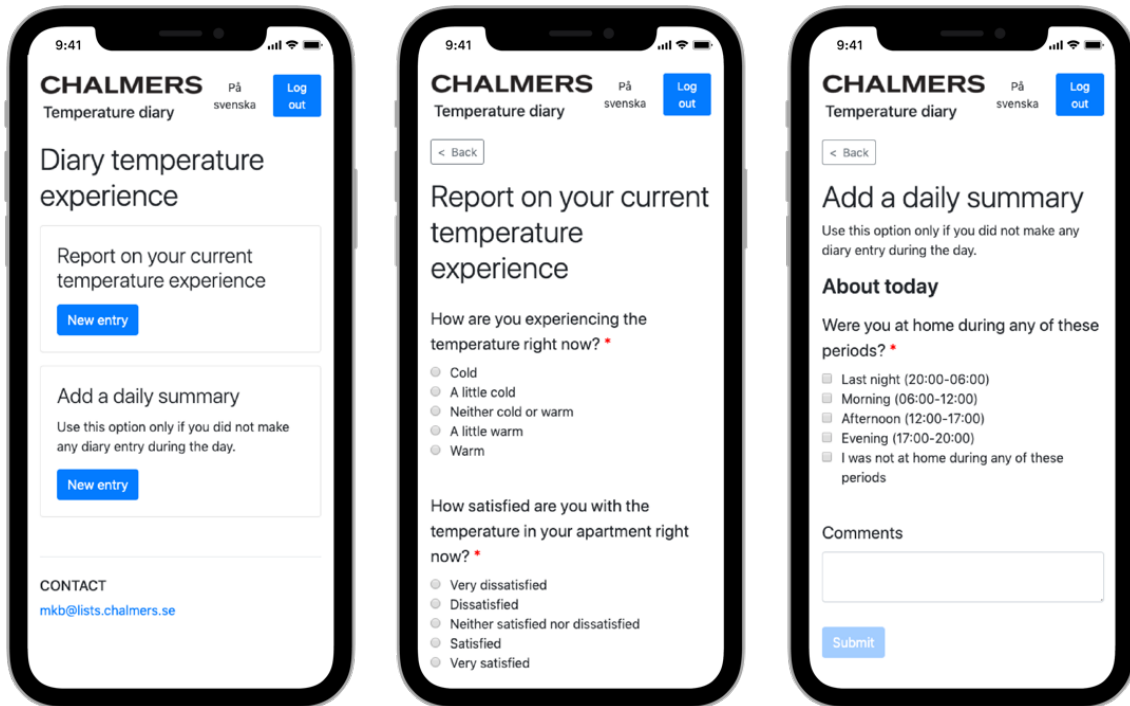 9:41
CHALMERS
Temperature diary
På
svenska
Log
out
Diary temperature
experience
Report on your current
temperature experience
New entry
Add a daily summary
Use this option only if you did not make
any diary entry during the day.
New entry
CONTACT
mkb@lists.chalmers.se
9:41
CHALMERS
Temperature diary
På
svenska
Log
out
< Back
Report on your current
temperature
experience
How are you experiencing the
temperature right now? *
Cold
A little cold
Neither cold or warm
A little warm
Warm
How satisfied are you with the
temperature in your apartment right
now? *
Very dissatisfied
Dissatisfied
Neither satisfied nor dissatisfied
Satisfied
Very satisfied
9:41
CHALMERS
Temperature diary
På
svenska
Log
out
< Back
Add a daily summary
Use this option only if you did not make any
diary entry during the day.
About today
Were you at home during any of these
periods? *
Last night (20:00-06:00)
Morning (06:00-12:00)
Afternoon (12:00-17:00)
Evening (17:00-20:00)
I was not at home during any of these
periods
Comments
Submit